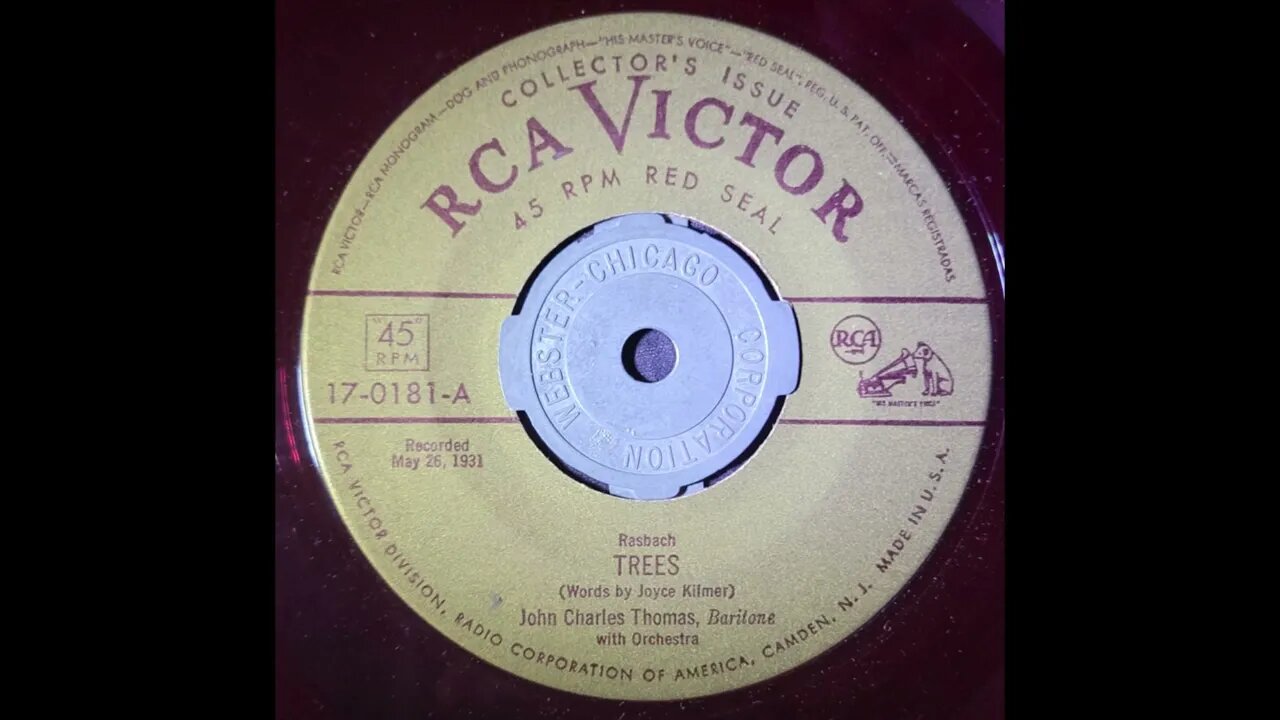 RCA VICTOR—RCA MONOGRAM—DOG AND PHONOGRAPH—"HIS MASTER'S VOICE"—"RED SEAL", REG. U. S. PAT. OFF.—MARCAS REGISTRADAS
COLLECTOR'S ISSUE
RCA VICTOR
45 RPM RED SEAL
WEBSTER-CHICAGO CORPORATION
"45"
RPM
17-0181-A
RCA
"HIS MASTER'S VOICE"
Recorded
May 26, 1931
Rasbach
TREES
(Words by Joyce Kilmer)
John Charles Thomas, Baritone
with Orchestra
RCA VICTOR DIVISION, RADIO CORPORATION OF AMERICA, CAMDEN, N. J. MADE IN U. S. A.